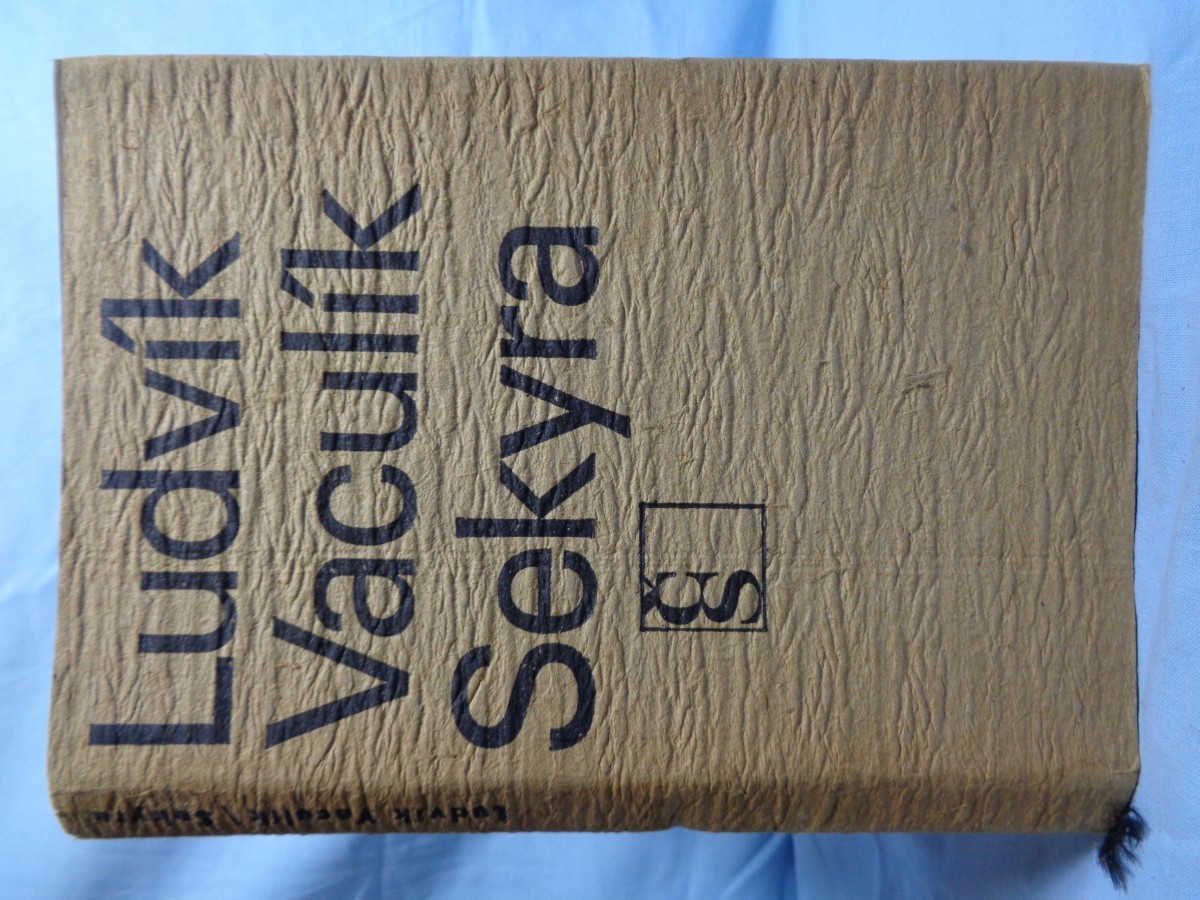 Ludvík
Vaculík
Sekyra
čs
Ludvík Vaculík / Sekyra